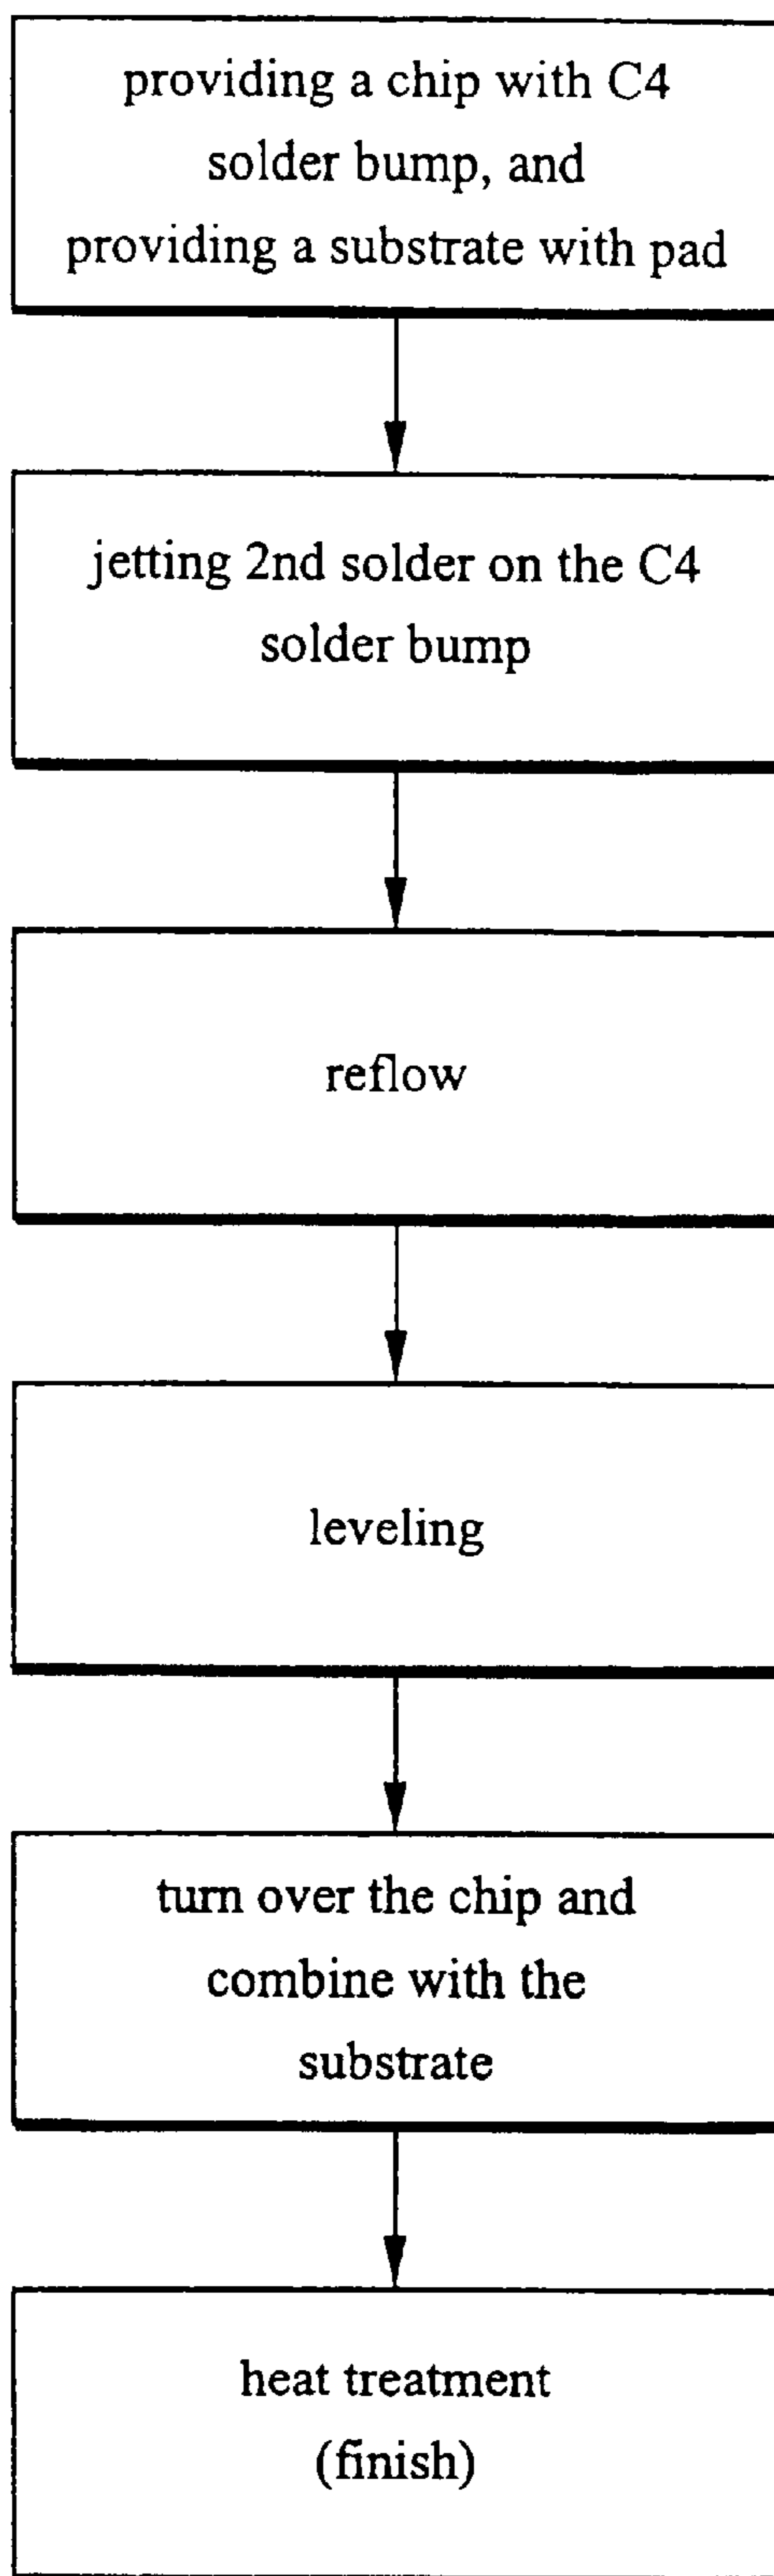 providing a chip with C4
solder bump, and
providing a substrate with pad
jetting 2nd solder on the C4
solder bump
reflow
leveling
turn over the chip and
combine with the
substrate
heat treatment
(finish)